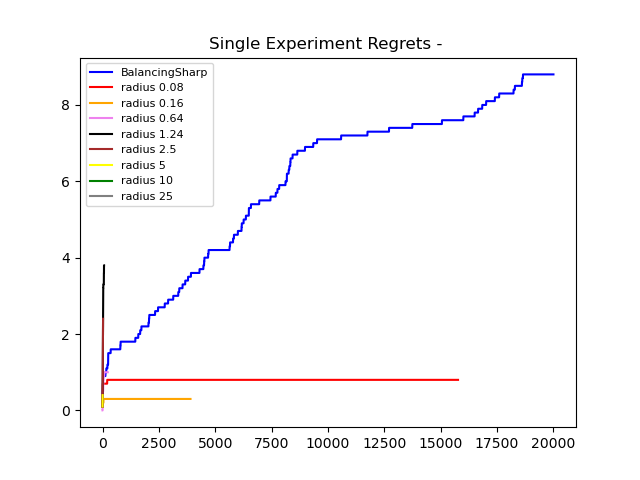 Single Experiment Regrets -
BalancingSharp
radius 0.08
radius 0.16
radius 0.64
radius 1.24
radius 2.5
radius 5
radius 10
radius 25
8
6
4
2
0
0 2500 5000 7500 10000 12500 15000 17500 20000